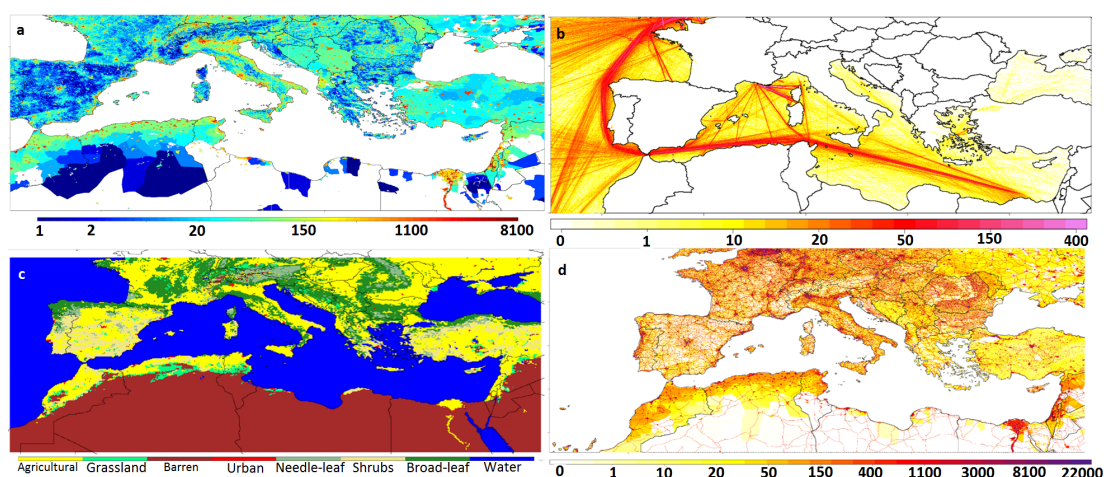 a
b
1 2 20 150 1100 8100
0 1 10 20 50 150 400
c
d
Agricultural Grassland Barren Urban Needle-leaf Shrubs Broad-leaf Water
0 1 10 20 50 150 400 1100 3000 8100 22000